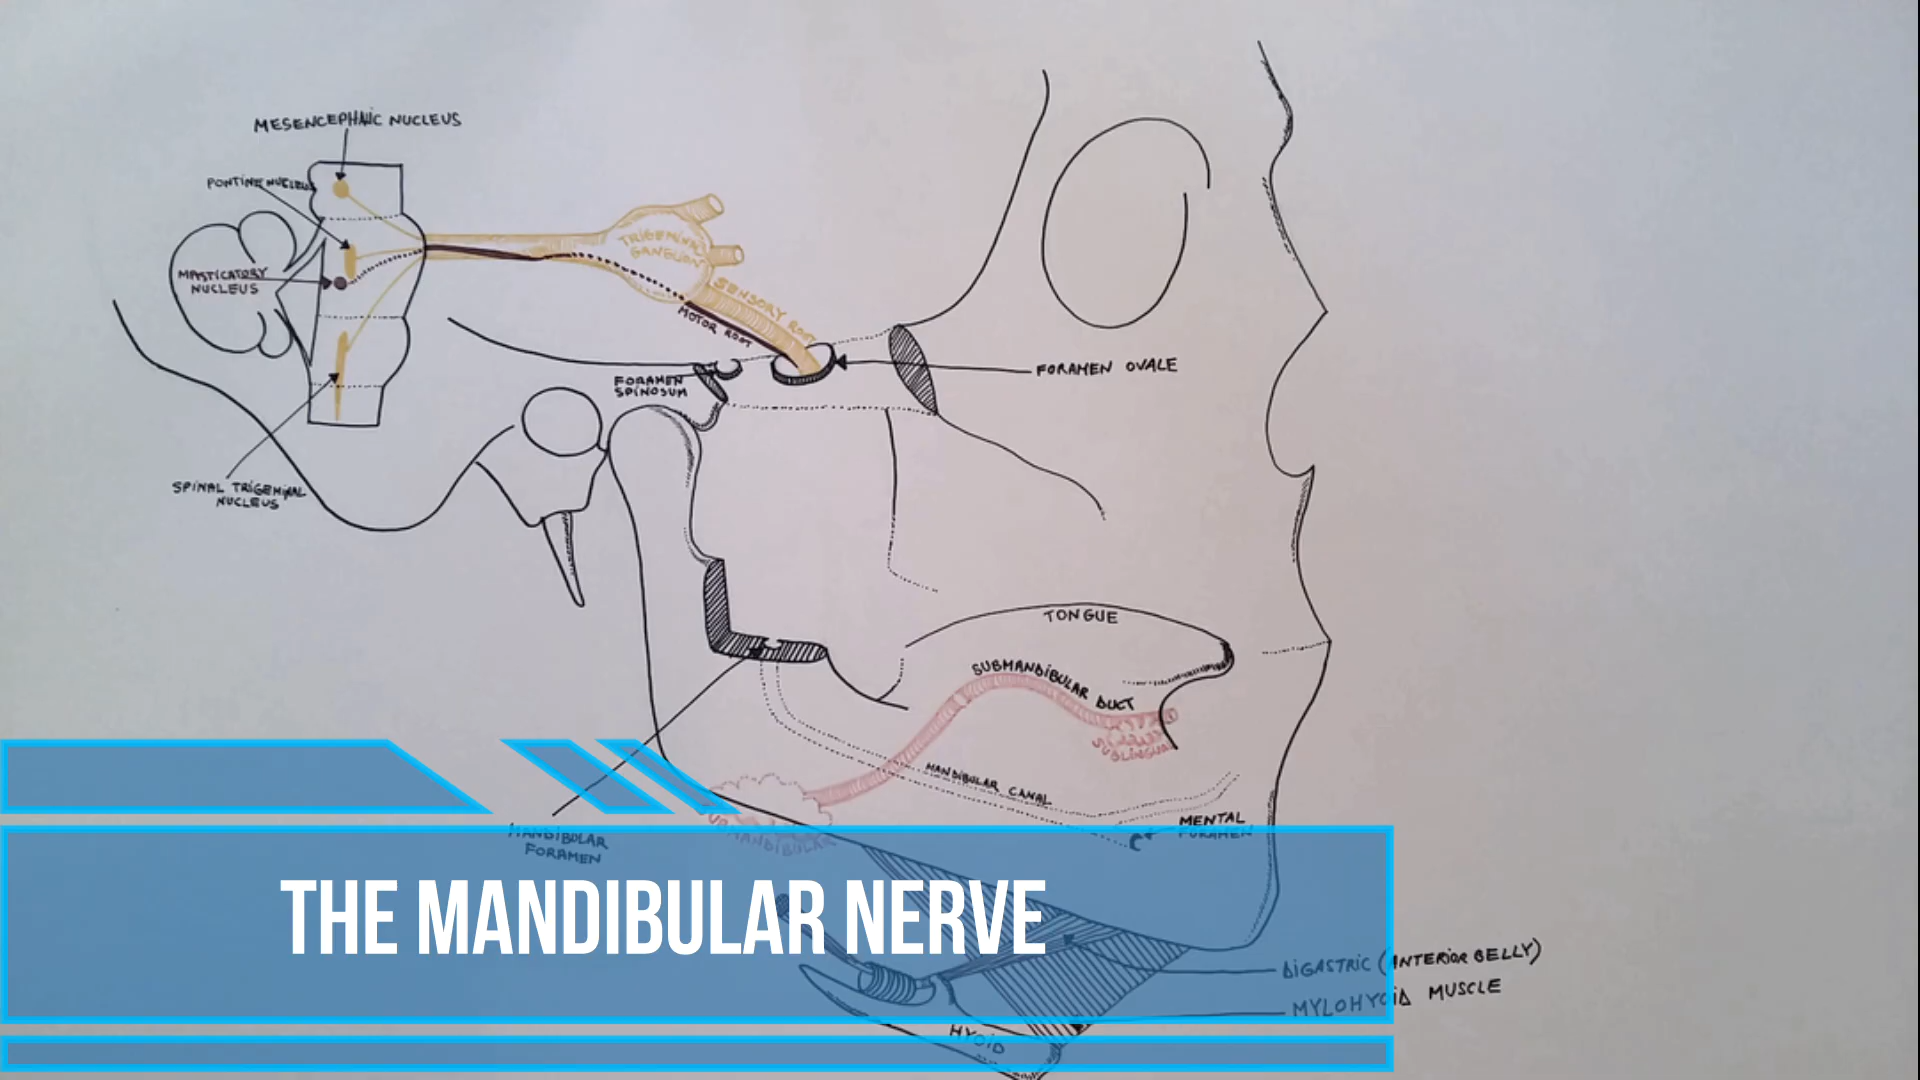 MESENCEPHALIC NUCLEUS
PONTINE NUCLEUS
MASTICATORY
NUCLEUS
SPINAL TRIGEMINAL
NUCLEUS
TRIGEMINAL
GANGLION
SENSORY ROOT
MOTOR ROOT
FORAMEN
SPINOSUM
FORAMEN OVALE
TONGUE
SUBMANDIBULAR DUCT
SUBLINGUAL
MANDIBULAR CANAL
MENTAL
FORAMEN
SUBMANDIBULAR
MANDIBULAR
FORAMEN
THE MANDIBULAR NERVE
DIGASTRIC (ANTERIOR BELLY)
MYLOHYOID MUSCLE
HYOID